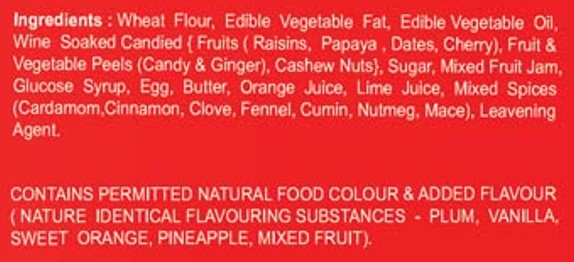 Ingredients : Wheat Flour, Edible Vegetable Fat, Edible Vegetable Oil,
Wine Soaked Candied { Fruits ( Raisins, Papaya , Dates, Cherry), Fruit &
Vegetable Peels (Candy & Ginger), Cashew Nuts}, Sugar, Mixed Fruit Jam,
Glucose Syrup, Egg, Butter, Orange Juice, Lime Juice, Mixed Spices
(Cardamom,Cinnamon, Clove, Fennel, Cumin, Nutmeg, Mace), Leavening
Agent.
CONTAINS PERMITTED NATURAL FOOD COLOUR & ADDED FLAVOUR
( NATURE IDENTICAL FLAVOURING SUBSTANCES - PLUM, VANILLA,
SWEET ORANGE, PINEAPPLE, MIXED FRUIT).